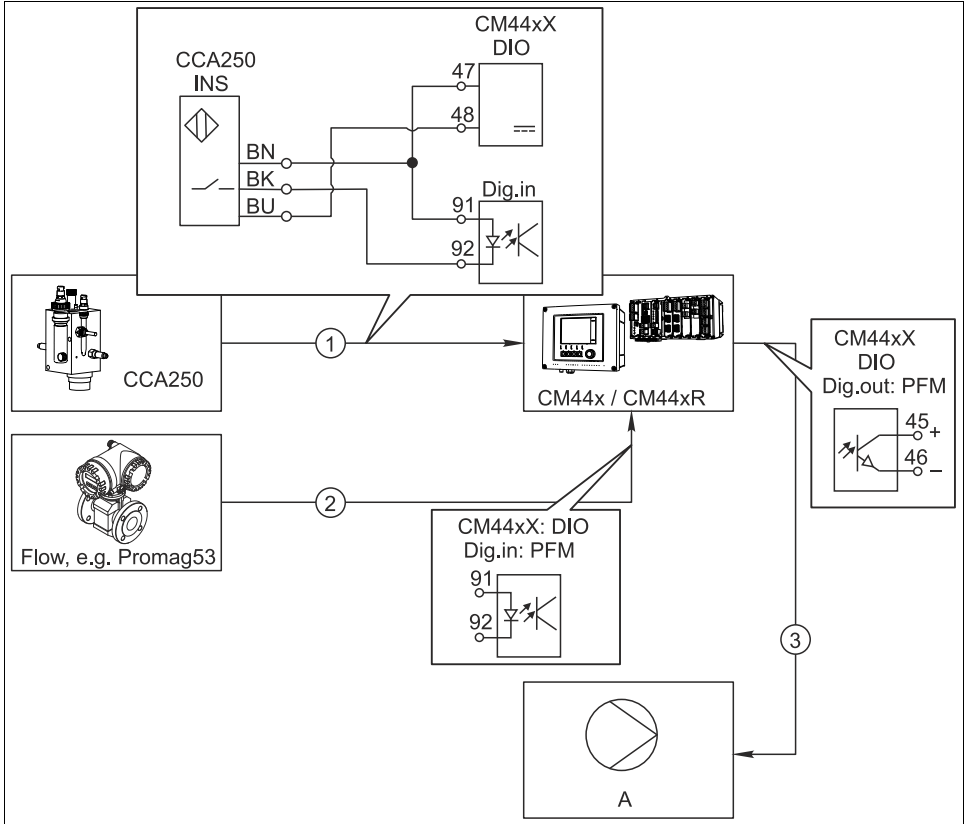 CM44xX
DIO
CCA250
INS
47
48
BN
BK
BU
Dig.in
91
92
1
CCA250
CM44x / CM44xR
CM44xX
DIO
Dig.out: PFM
45
+
46
–
2
Flow, e.g. Promag53
CM44xX: DIO
Dig.in: PFM
91
92
3
A